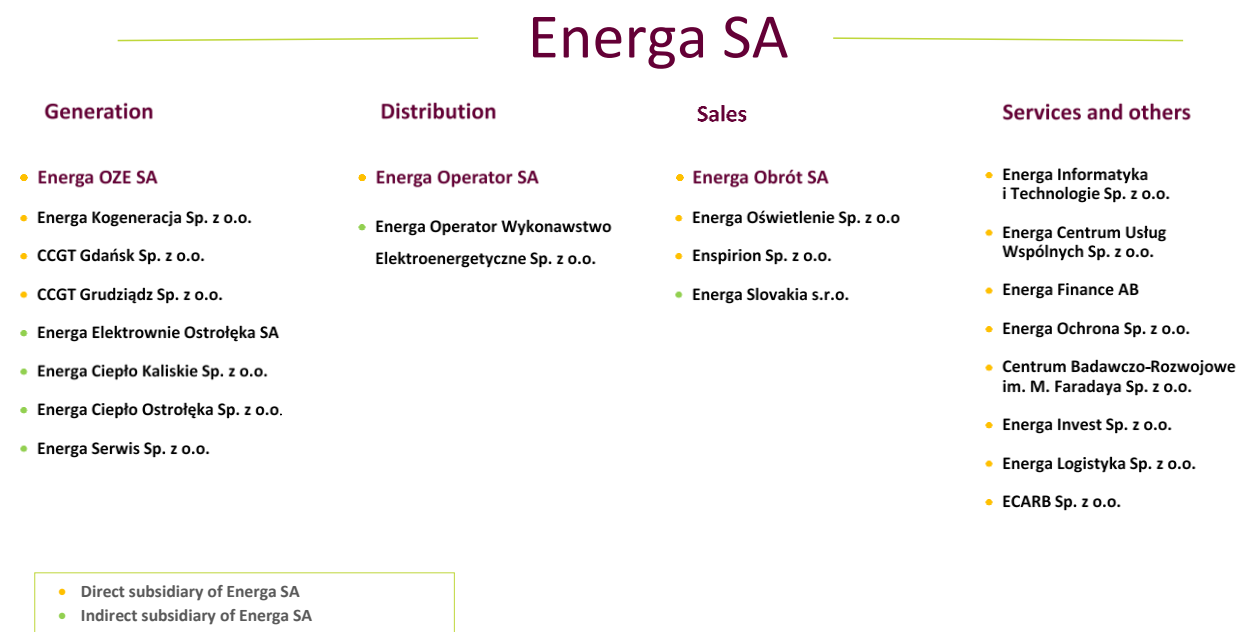 Energa SA
Generation
Energa OZE SA
Energa Kogeneracja Sp. z o.o.
CCGT Gdańsk Sp. z o.o.
CCGT Grudziądz Sp. z o.o.
Energa Elektrownie Ostrołęka SA
Energa Ciepło Kaliskie Sp. z o.o.
Energa Ciepło Ostrołęka Sp. z o.o.
Energa Serwis Sp. z o.o.
Distribution
Energa Operator SA
Energa Operator Wykonawstwo
Elektroenergetyczne Sp. z o.o.
Sales
Energa Obrót SA
Energa Oświetlenie Sp. z o.o
Enspirion Sp. z o.o.
Energa Slovakia s.r.o.
Services and others
Energa Informatyka
i Technologie Sp. z o.o.
Energa Centrum Usług
Wspólnych Sp. z o.o.
Energa Finance AB
Energa Ochrona Sp. z o.o.
Centrum Badawczo-Rozwojowe
im. M. Faradaya Sp. z o.o.
Energa Invest Sp. z o.o.
Energa Logistyka Sp. z o.o.
ECARB Sp. z o.o.
Direct subsidiary of Energa SA
Indirect subsidiary of Energa SA